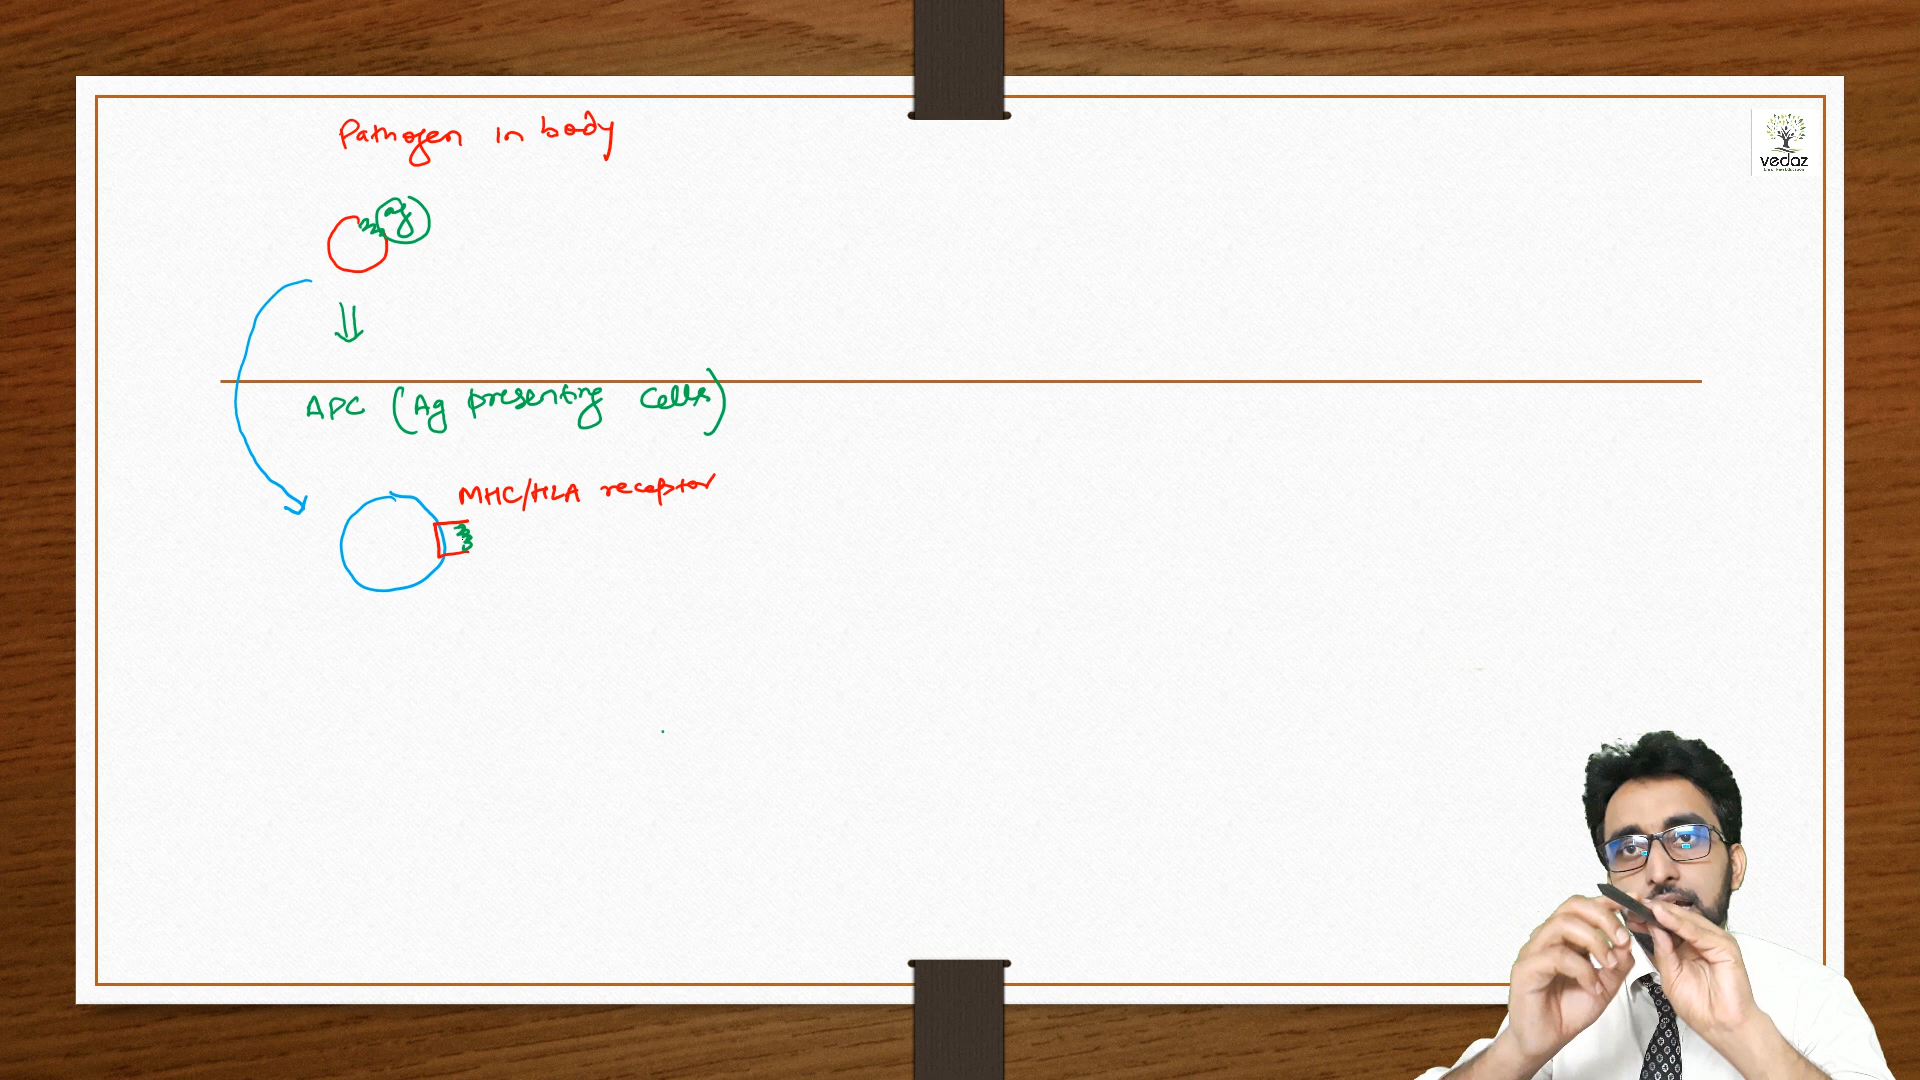 Pathogen in body
Ag
APC (Ag presenting cells)
MHC/HLA receptor
vedaz